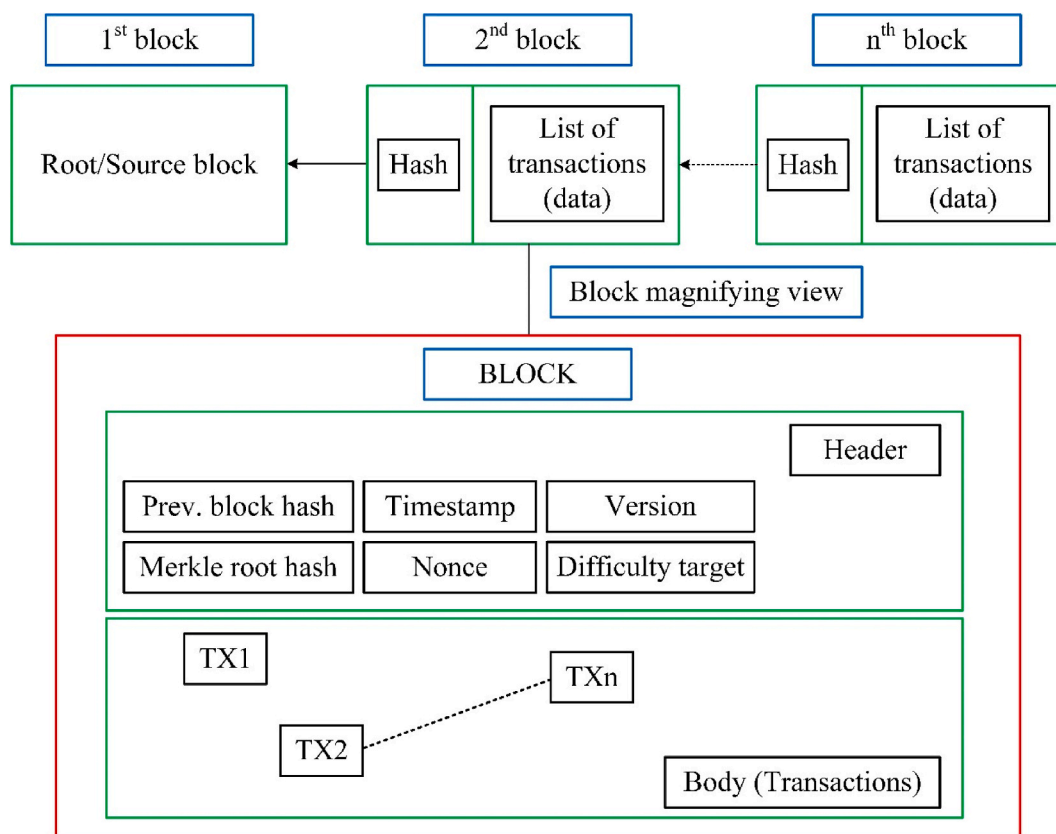 1st block
2nd block
nth block
Root/Source block
Hash
List of
transactions
(data)
Hash
List of
transactions
(data)
Block magnifying view
BLOCK
Header
Prev. block hash
Timestamp
Version
Merkle root hash
Nonce
Difficulty target
TX1
TXn
TX2
Body (Transactions)